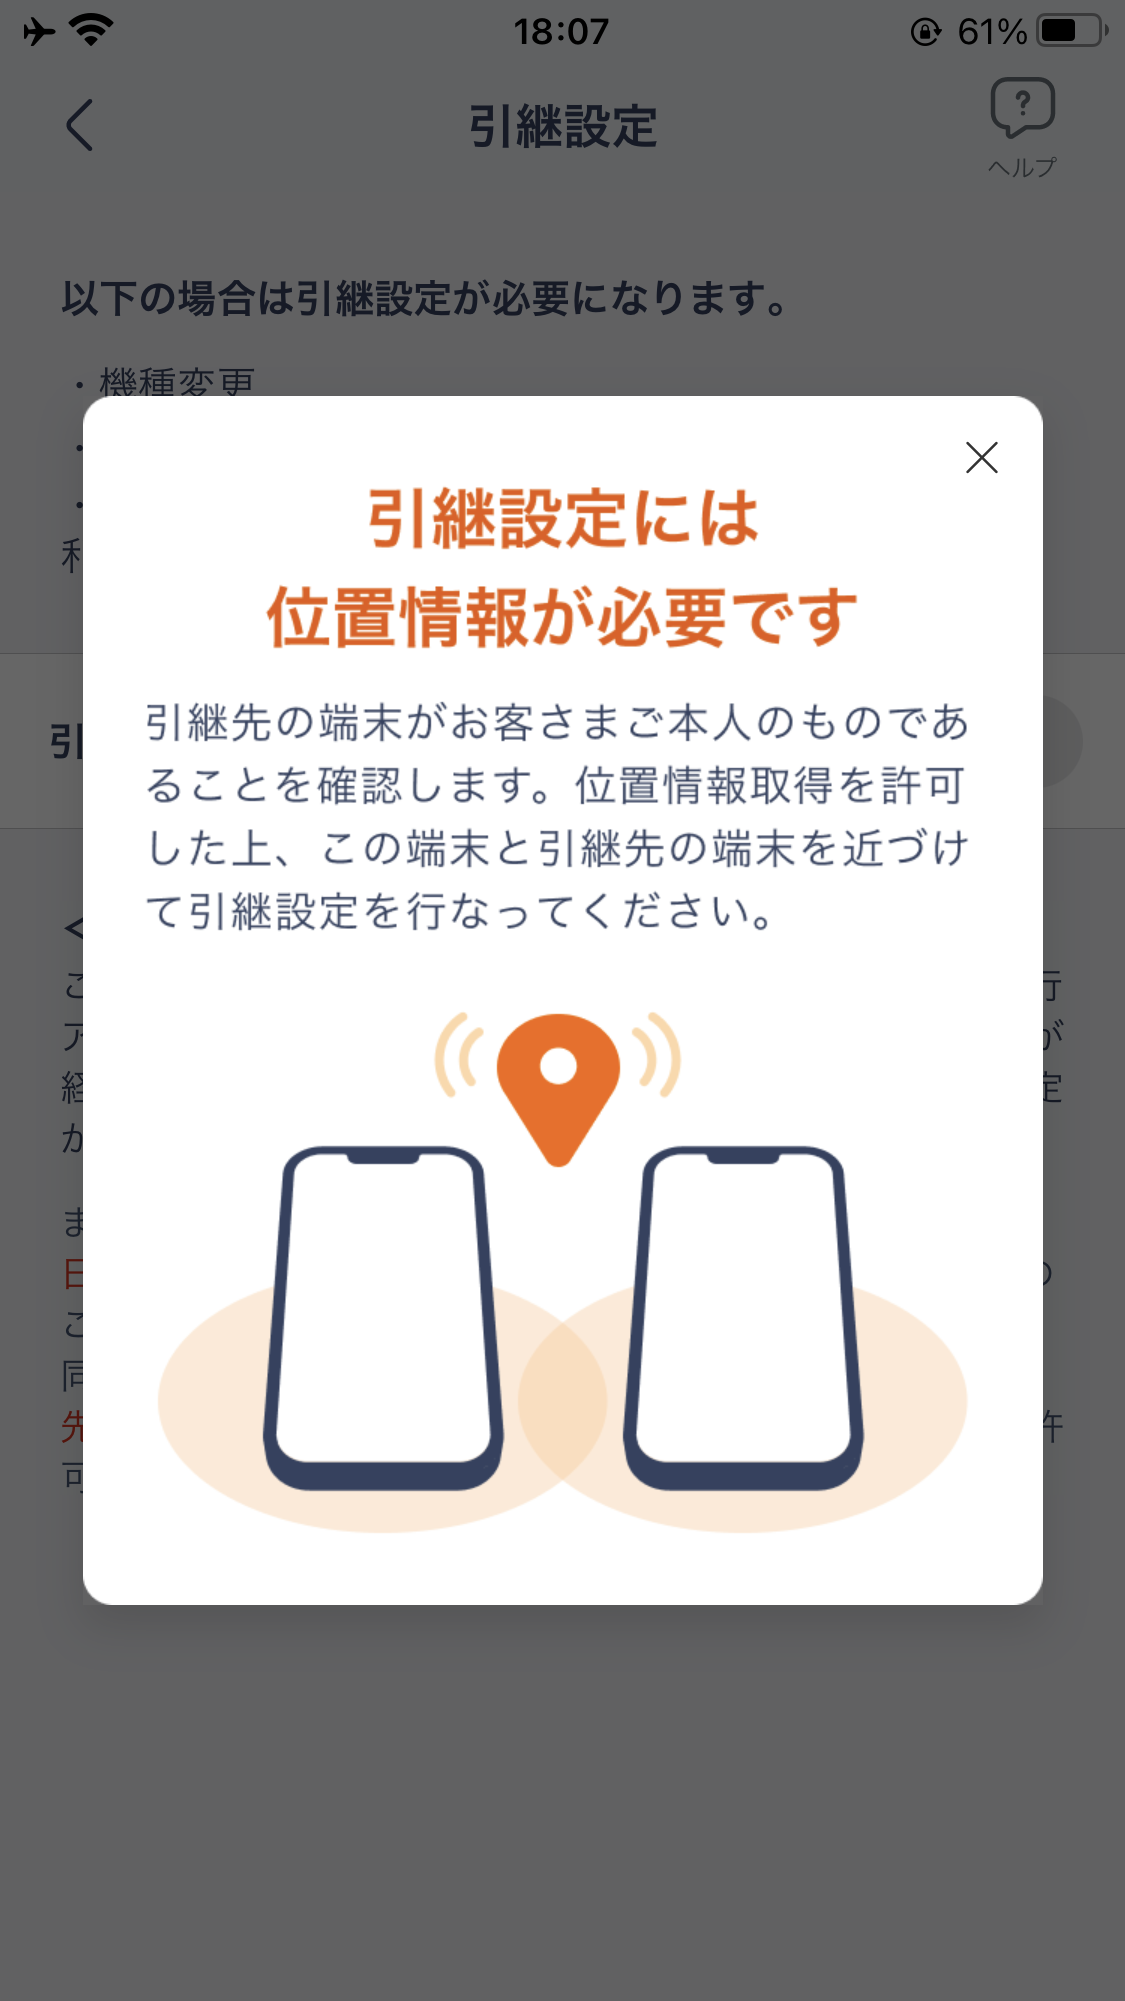 18:07
61%
引継設定
ヘルプ
以下の場合は引継設定が必要になります。
・機種変更
引継設定には
位置情報が必要です
引継先の端末がお客さまご本人のものであ
ることを確認します。位置情報取得を許可
した上、この端末と引継先の端末を近づけ
て引継設定を行なってください。